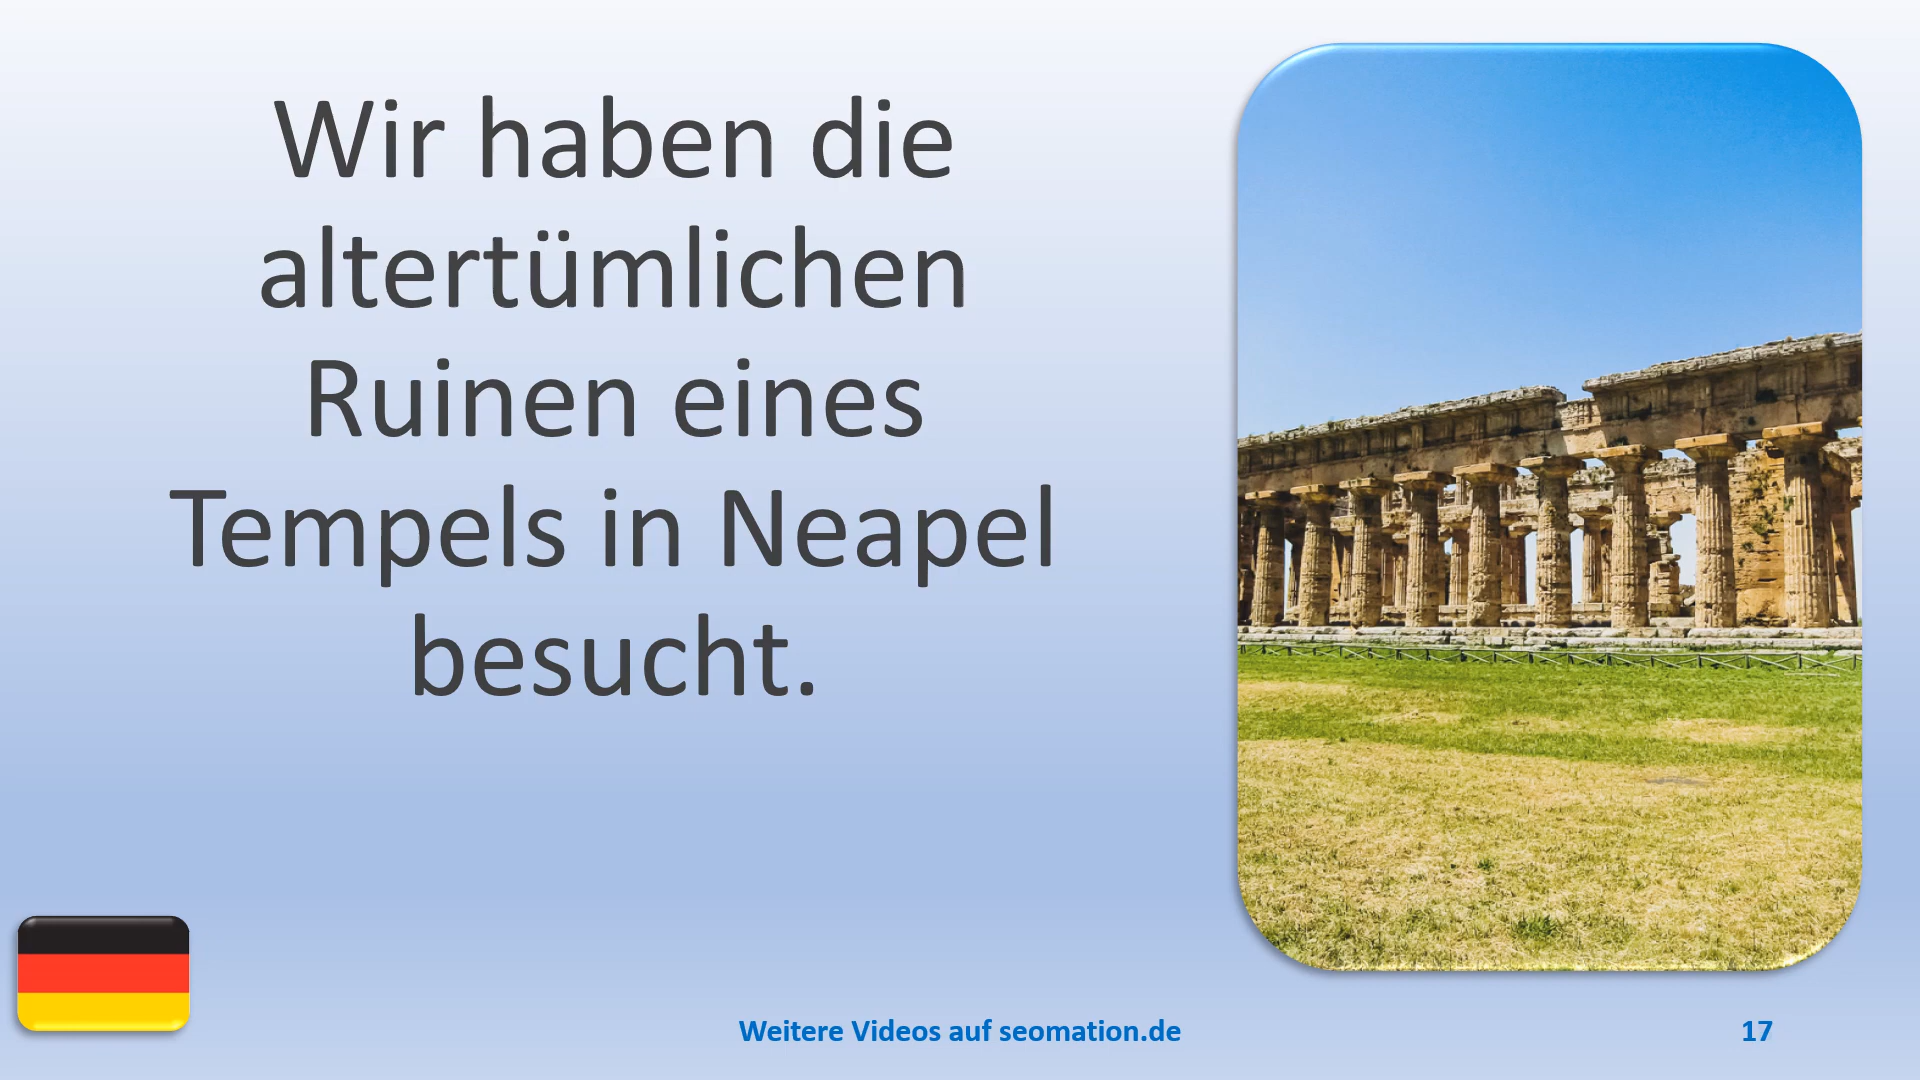 Wir haben die
altertümlichen
Ruinen eines
Tempels in Neapel
besucht.
Weitere Videos auf seomation.de
17